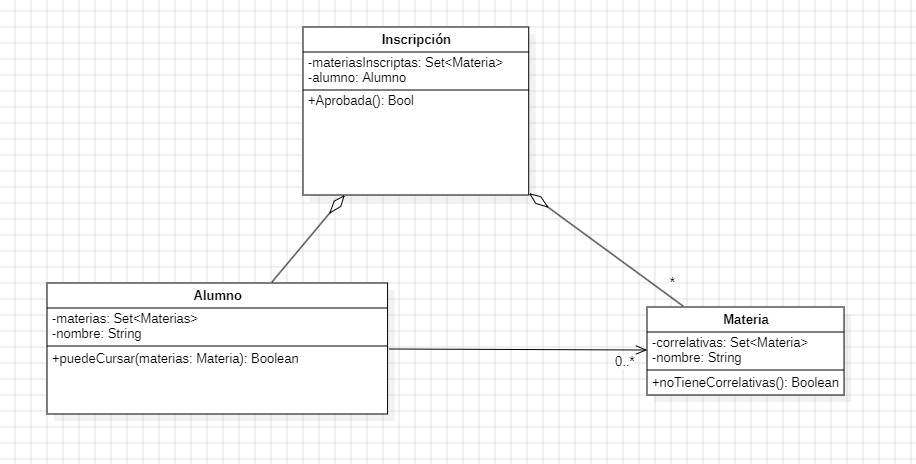 Inscripción
-materiasInscriptas: Set<Materia>
-alumno: Alumno
+Aprobada(): Bool
*
Alumno
-materias: Set<Materias>
-nombre: String
+puedeCursar(materias: Materia): Boolean
0..*
Materia
-correlativas: Set<Materia>
-nombre: String
+noTieneCorrelativas(): Boolean